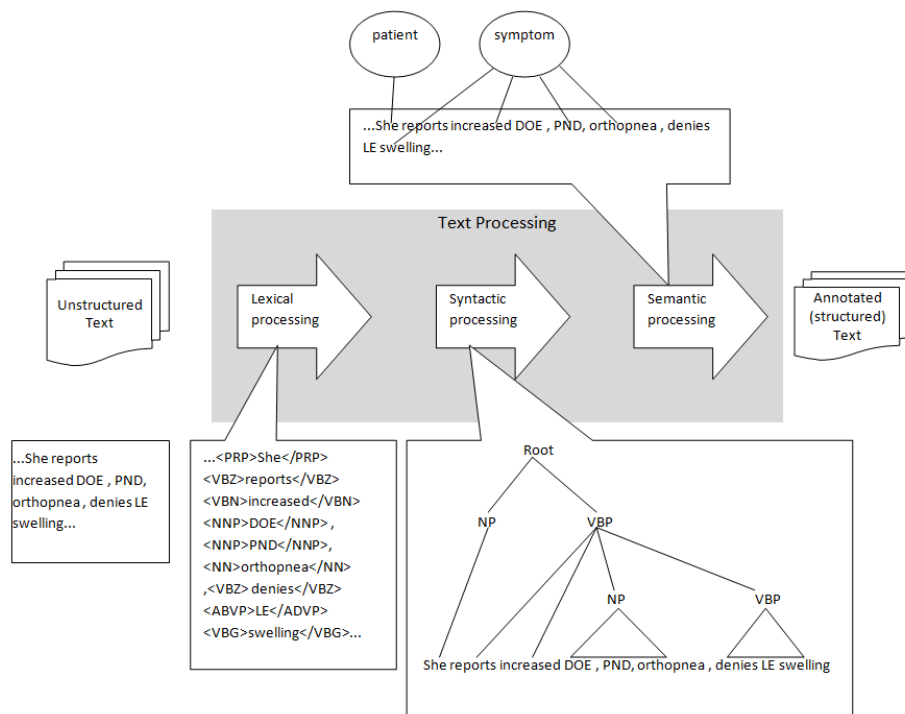 patient
symptom
...She reports increased DOE , PND, orthopnea , denies
LE swelling...
Text Processing
Unstructured
Text
Lexical
processing
Syntactic
processing
Semantic
processing
Annotated
(structured)
Text
...She reports
increased DOE , PND,
orthopnea , denies LE
swelling...
...<PRP>She</PRP>
<VBZ>reports</VBZ>
<VBN>increased</VBN>
<NNP>DOE</NNP> ,
<NNP>PND</NNP>,
<NN>orthopnea</NN>
,<VBZ> denies</VBZ>
<ABVP>LE</ADVP>
<VBG>swelling</VBG>...
Root
NP
VBP
NP
VBP
She reports increased DOE , PND, orthopnea , denies LE swelling